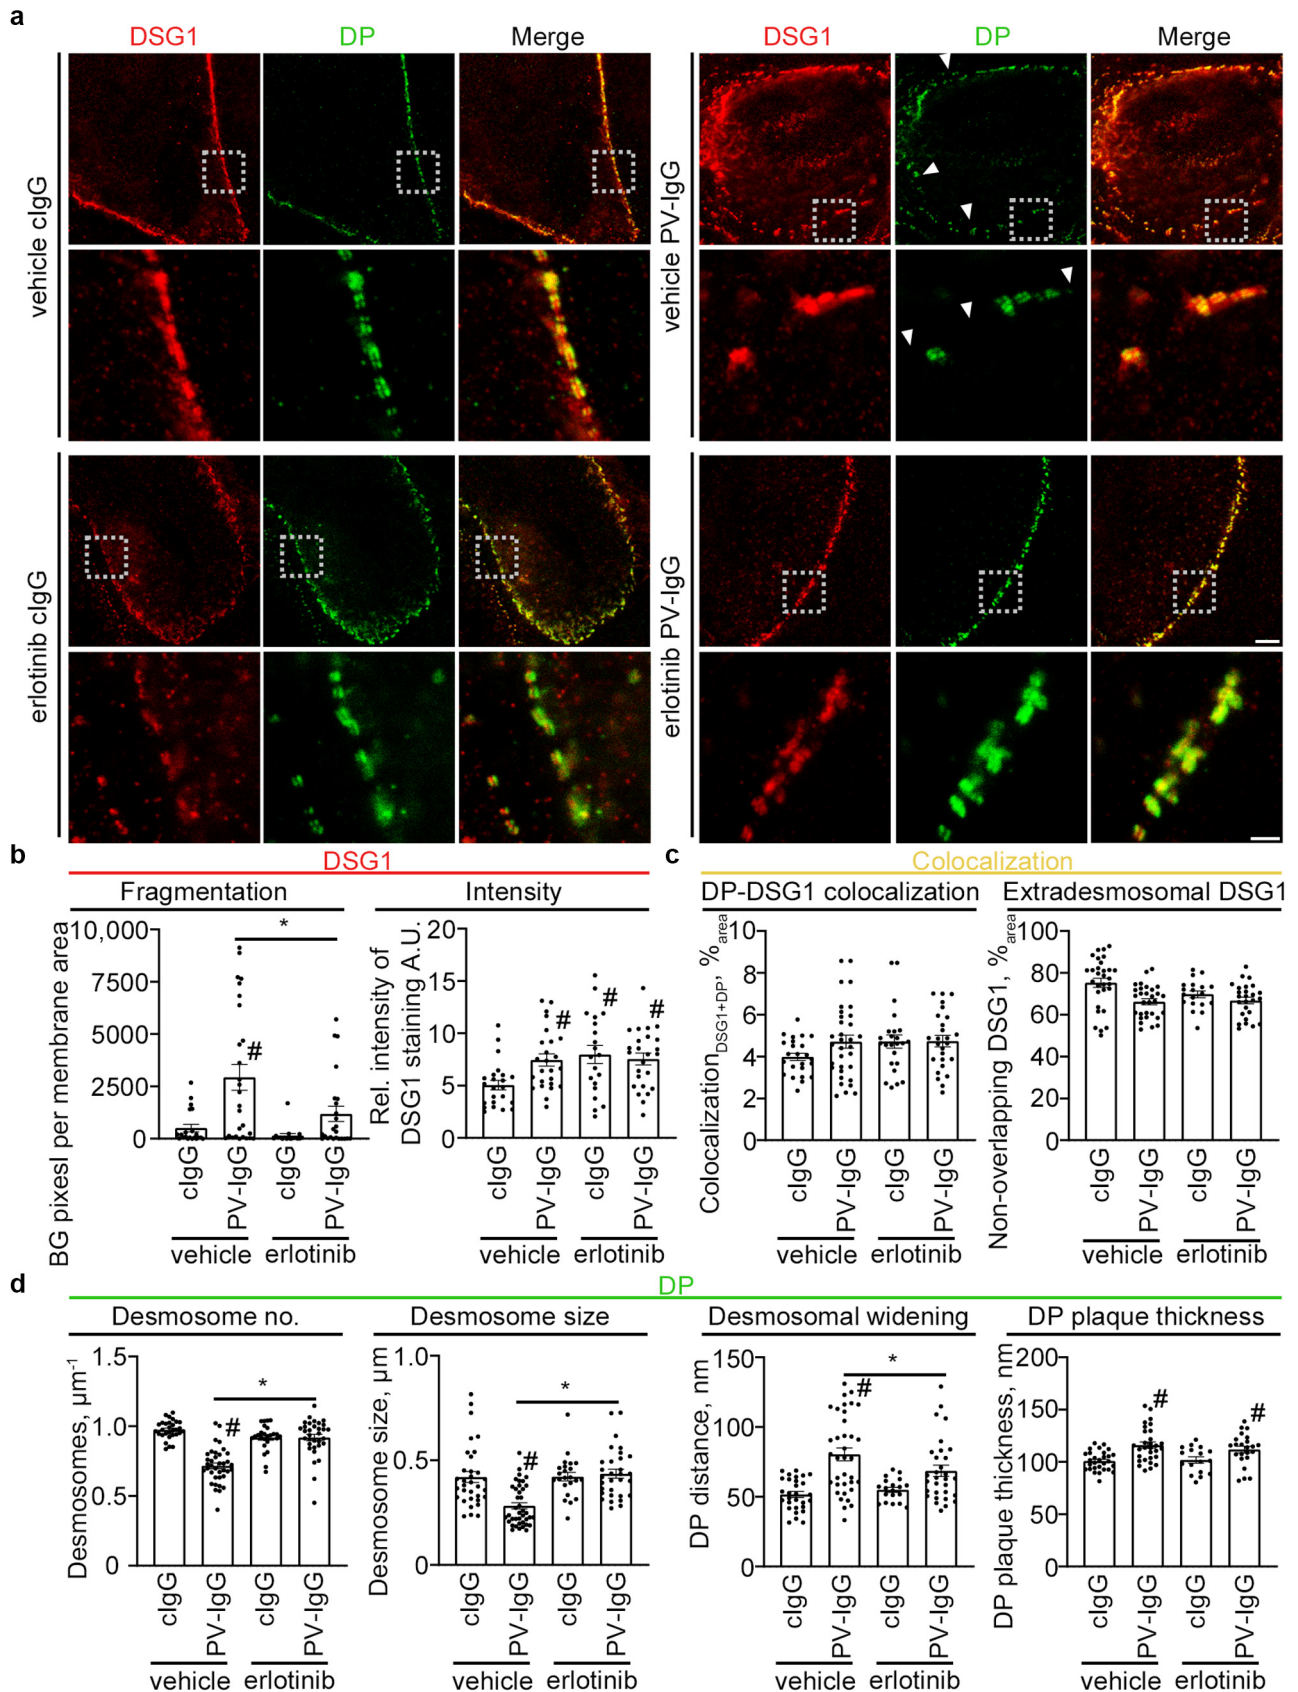 a
DSG1 DP Merge DSG1 DP Merge
vehicle cIgG
vehicle PV-IgG
erlotinib cIgG
erlotinib PV-IgG
b DSG1
Fragmentation
BG pixesl per membrane area
10,000
7500
5000
2500
0
#
*
cIgG PV-IgG cIgG PV-IgG
vehicle erlotinib
Intensity
Rel. intensity of
DSG1 staining A.U.
20
15
10
5
0
# # #
cIgG PV-IgG cIgG PV-IgG
vehicle erlotinib
c Colocalization
DP-DSG1 colocalization
Colocalization DSG1+DP, %area
10
8
6
4
2
0
cIgG PV-IgG cIgG PV-IgG
vehicle erlotinib
Extradesmosomal DSG1
Non-overlapping DSG1, %area
100
80
60
40
20
0
cIgG PV-IgG cIgG PV-IgG
vehicle erlotinib
d DP
Desmosome no.
Desmosomes, µm-1
1.5
1.0
0.5
0
#
*
cIgG PV-IgG cIgG PV-IgG
vehicle erlotinib
Desmosome size
Desmosome size, µm
1.0
0.5
0
#
*
cIgG PV-IgG cIgG PV-IgG
vehicle erlotinib
Desmosomal widening
DP distance, nm
150
100
50
0
#
*
cIgG PV-IgG cIgG PV-IgG
vehicle erlotinib
DP plaque thickness
DP plaque thickness, nm
200
150
100
50
0
# #
cIgG PV-IgG cIgG PV-IgG
vehicle erlotinib